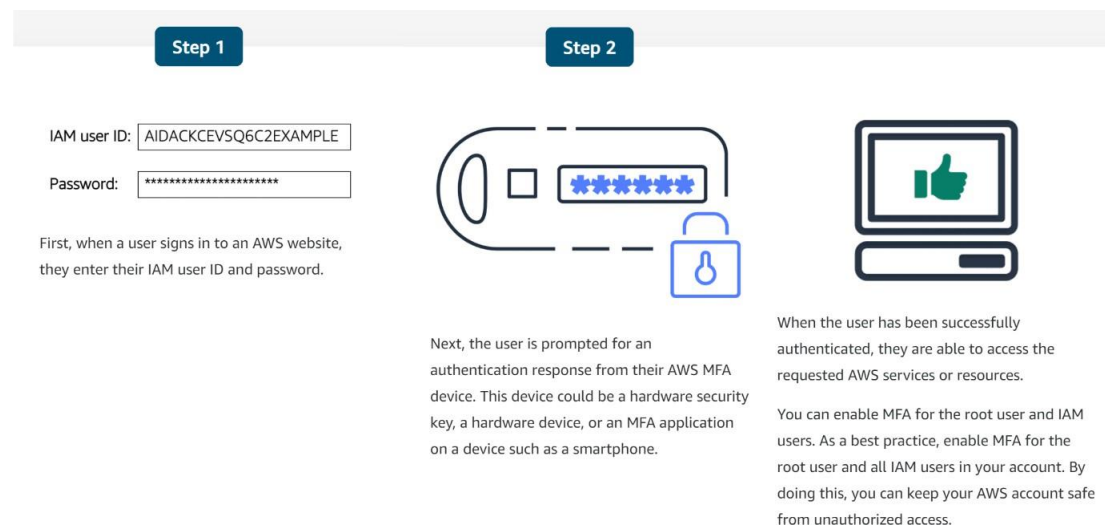 Step 1
IAM user ID: AIDACKCEVSQ6C2EXAMPLE
Password: **********************
First, when a user signs in to an AWS website,
they enter their IAM user ID and password.
Step 2
******
Next, the user is prompted for an
authentication response from their AWS MFA
device. This device could be a hardware security
key, a hardware device, or an MFA application
on a device such as a smartphone.
When the user has been successfully
authenticated, they are able to access the
requested AWS services or resources.
You can enable MFA for the root user and IAM
users. As a best practice, enable MFA for the
root user and all IAM users in your account. By
doing this, you can keep your AWS account safe
from unauthorized access.